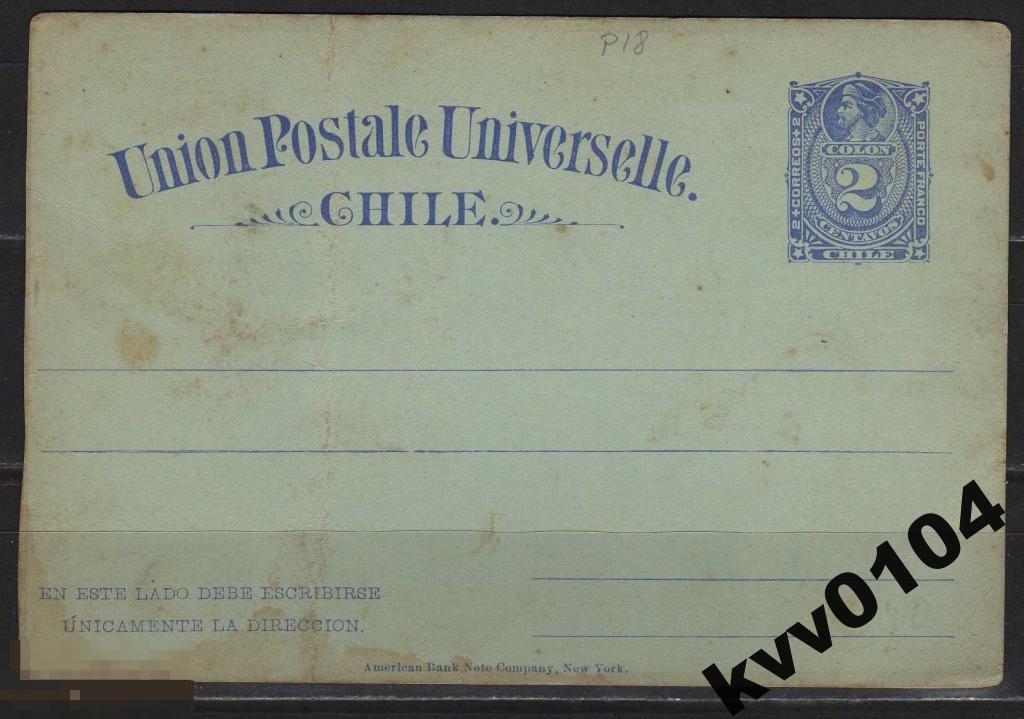 P18
Union Postale Universelle.
CHILE.
COLON
2
CENTAVOS
CHILE
2 CORREOS 2
PORTE FRANCO
EN ESTE LADO DEBE ESCRIBIRSE
ÚNICAMENTE LA DIRECCION.
American Bank Note Company, New York.
kvv0104